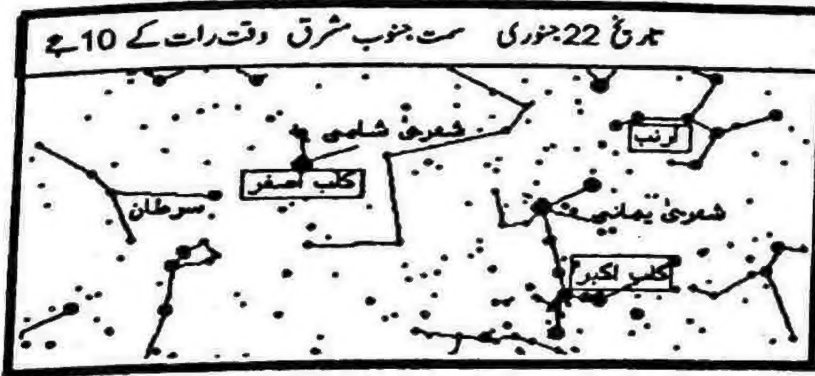 تاریخ 22 جنوری سمت جنوب مشرق وقت رات کے 10 بجے
شعریٰ شامی
ارنب
کلب اصغر
سرطان
شعریٰ یمانی
کلب اکبر